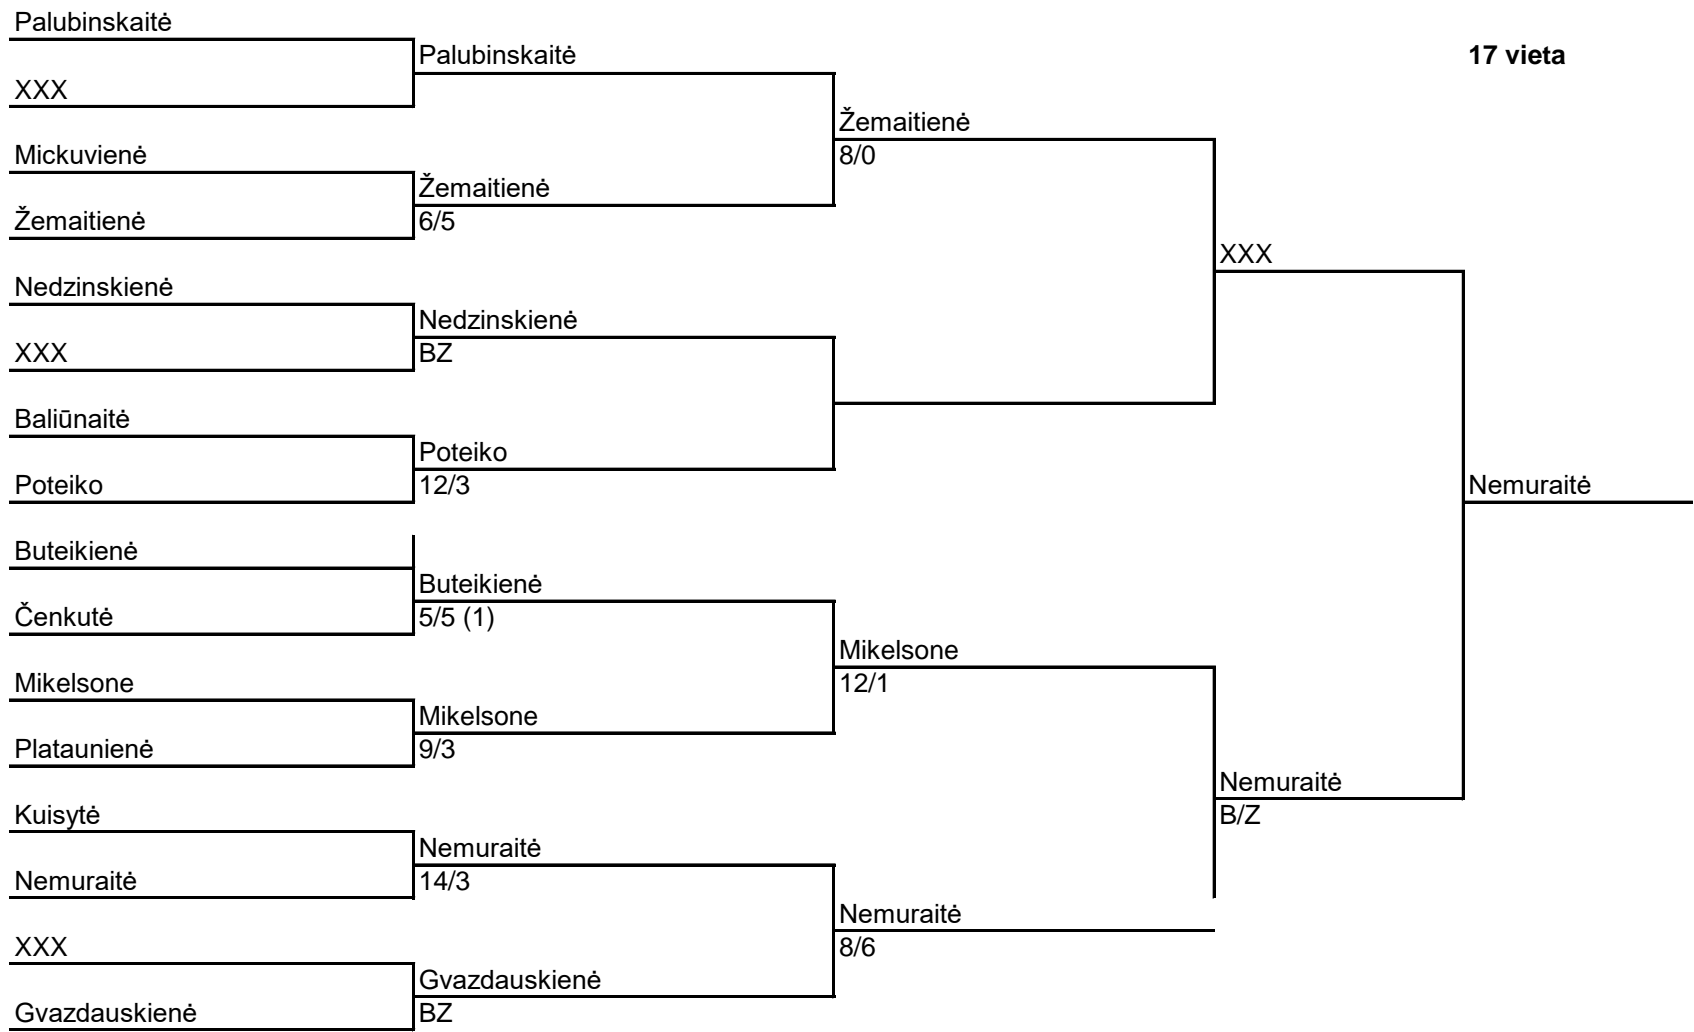 Palubinskaitė
Palubinskaitė
17 vieta
XXX
Žemaitienė
Mickuvienė
8/0
Žemaitienė
Žemaitienė
6/5
XXX
Nedzinskienė
Nedzinskienė
XXX
BZ
Baliūnaitė
Poteiko
Poteiko
12/3
Nemuraitė
Buteikienė
Buteikienė
Čenkutė
5/5 (1)
Mikelsone
Mikelsone
12/1
Mikelsone
Plataunienė
9/3
Nemuraitė
Kuisytė
B/Z
Nemuraitė
Nemuraitė
14/3
Nemuraitė
XXX
8/6
Gvazdauskienė
Gvazdauskienė
BZ